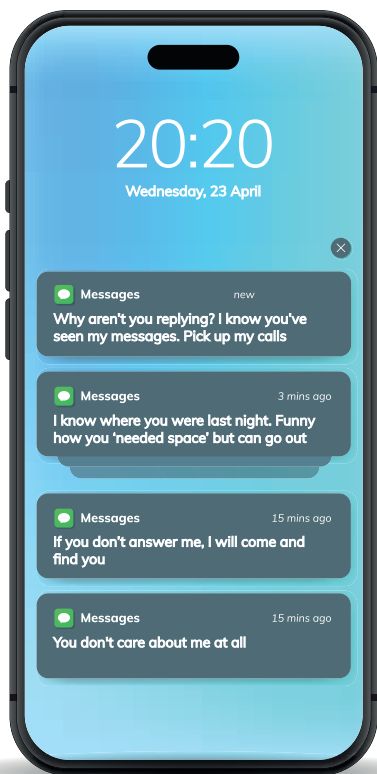 20:20
Wednesday, 23 April
Messages new
Why aren't you replying? I know you've
seen my messages. Pick up my calls
Messages 3 mins ago
I know where you were last night. Funny
how you ‘needed space’ but can go out
Messages 15 mins ago
If you don't answer me, I will come and
find you
Messages 15 mins ago
You don't care about me at all